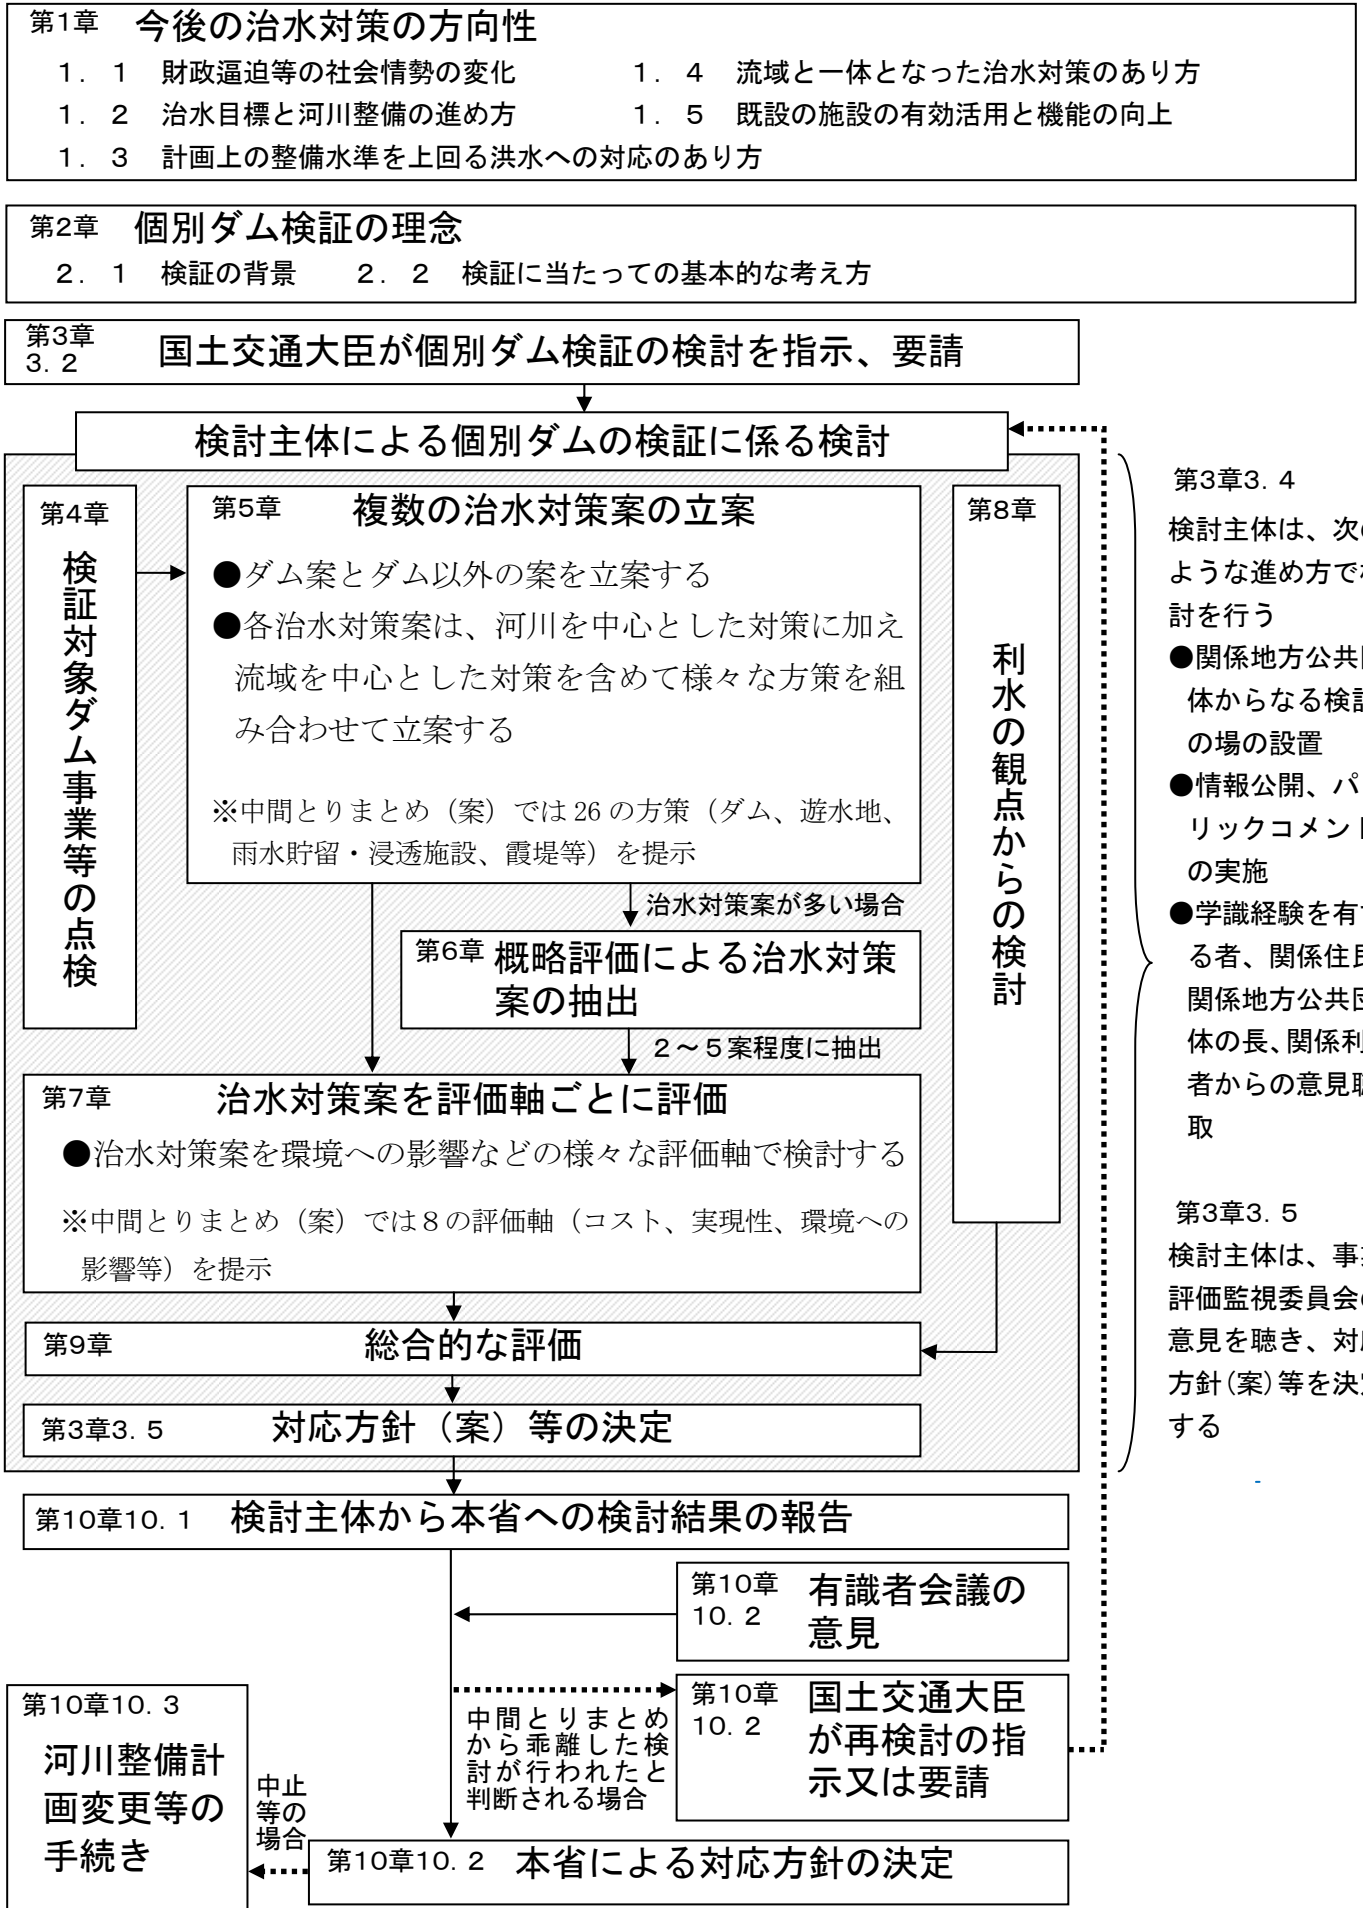 第1章 今後の治水対策の方向性
1．1 財政逼迫等の社会情勢の変化
1．4 流域と一体となった治水対策のあり方
1．2 治水目標と河川整備の進め方
1．5 既設の施設の有効活用と機能の向上
1．3 計画上の整備水準を上回る洪水への対応のあり方
第2章 個別ダム検証の理念
2．1 検証の背景 2．2 検証に当たっての基本的な考え方
第3章
3．2
国土交通大臣が個別ダム検証の検討を指示、要請
検討主体による個別ダムの検証に係る検討
第4章
検証対象ダム事業等の点検
第5章 複数の治水対策案の立案
●ダム案とダム以外の案を立案する
●各治水対策案は、河川を中心とした対策に加え
流域を中心とした対策を含めて様々な方策を組
み合わせて立案する
※中間とりまとめ（案）では26の方策（ダム、遊水地、
雨水貯留・浸透施設、霞堤等）を提示
治水対策案が多い場合
第6章 概略評価による治水対策
案の抽出
2～5案程度に抽出
第7章 治水対策案を評価軸ごとに評価
●治水対策案を環境への影響などの様々な評価軸で検討する
※中間とりまとめ（案）では8の評価軸（コスト、実現性、環境への
影響等）を提示
第8章
利水の観点からの検討
第9章 総合的な評価
第3章3．5 対応方針（案）等の決定
第3章3．4
検討主体は、次
ような進め方で
討を行う
●関係地方公共
体からなる検
の場の設置
●情報公開、パ
リックコメン
の実施
●学識経験を有
る者、関係住
関係地方公共
体の長、関係利
者からの意見
取
第3章3．5
検討主体は、事
評価監視委員会
意見を聴き、対
方針（案）等を決
する
第10章10．1 検討主体から本省への検討結果の報告
第10章
10．2
有識者会議の
意見
中間とりまとめ
から乖離した検
討が行われたと
判断される場合
第10章
10．2
国土交通大臣
が再検討の指
示又は要請
第10章10．2 本省による対応方針の決定
中止
等の
場合
第10章10．3
河川整備計
画変更等の
手続き